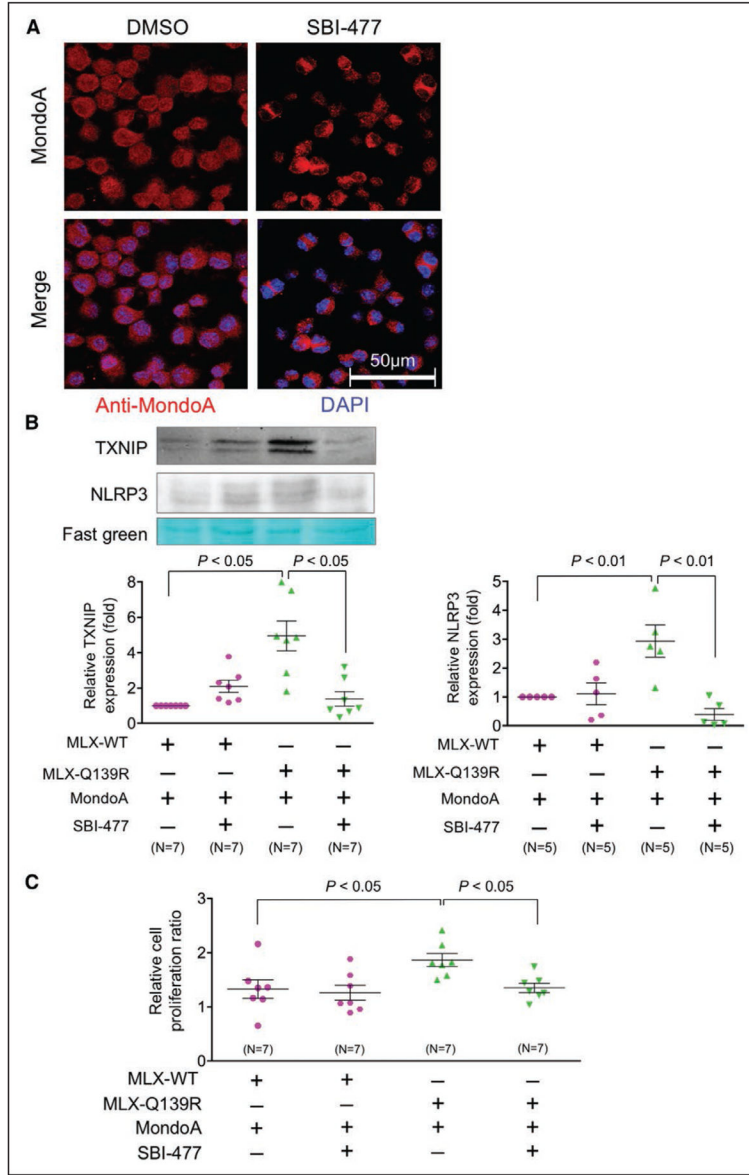 A
DMSO SBI-477
MondoA
Merge
50μm
Anti-MondoA DAPI
B
TXNIP
NLRP3
Fast green
P < 0.05 P < 0.05
Relative TXNIP
expression (fold)
8
6
4
2
0
MLX-WT + + — —
MLX-Q139R — — + +
MondoA + + + +
SBI-477 — + — +
(N=7) (N=7) (N=7) (N=7)
P < 0.01 P < 0.01
Relative NLRP3
expression (fold)
5
4
3
2
1
0
MLX-WT + + — —
MLX-Q139R — — + +
MondoA + + + +
SBI-477 — + — +
(N=5) (N=5) (N=5) (N=5)
C
P < 0.05 P < 0.05
Relative cell
proliferation ratio
3
2
1
0
(N=7) (N=7) (N=7) (N=7)
MLX-WT + + — —
MLX-Q139R — — + +
MondoA + + + +
SBI-477 — + — +